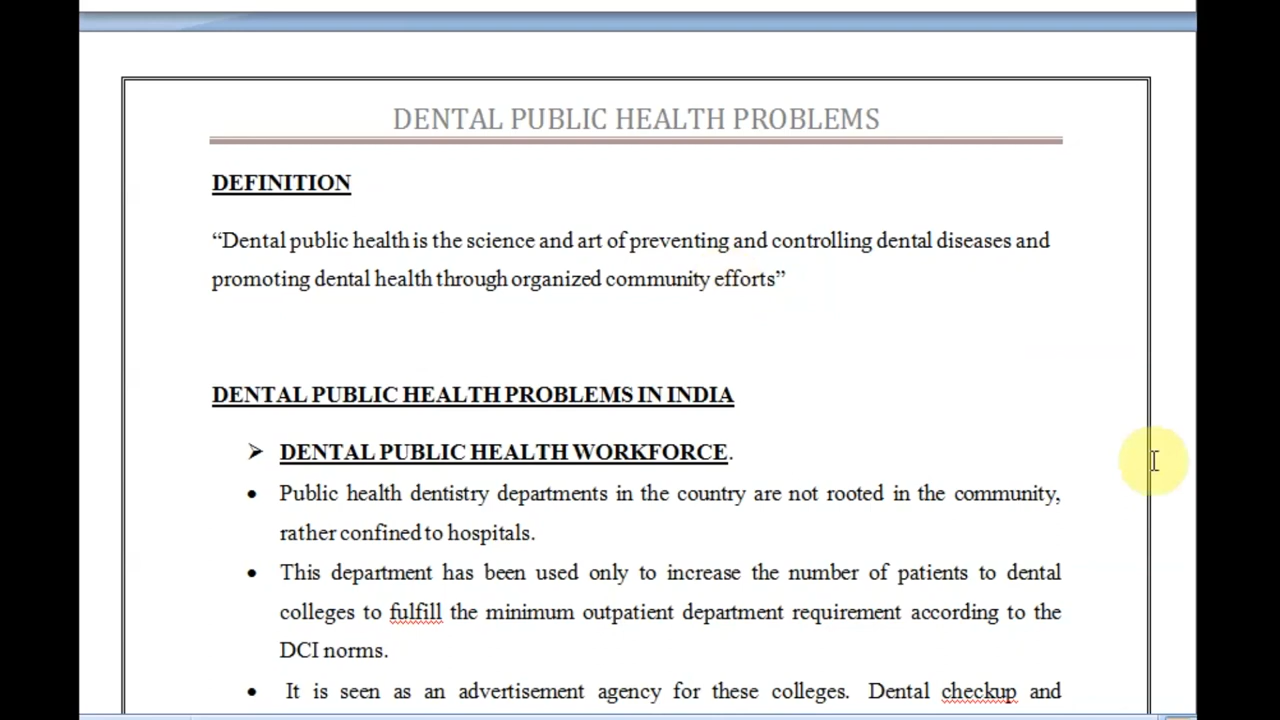 DENTAL PUBLIC HEALTH PROBLEMS
DEFINITION
“Dental public health is the science and art of preventing and controlling dental diseases and
promoting dental health through organized community efforts”
DENTAL PUBLIC HEALTH PROBLEMS IN INDIA
➢ DENTAL PUBLIC HEALTH WORKFORCE.
• Public health dentistry departments in the country are not rooted in the community,
rather confined to hospitals.
• This department has been used only to increase the number of patients to dental
colleges to fulfill the minimum outpatient department requirement according to the
DCI norms.
• It is seen as an advertisement agency for these colleges. Dental checkup and